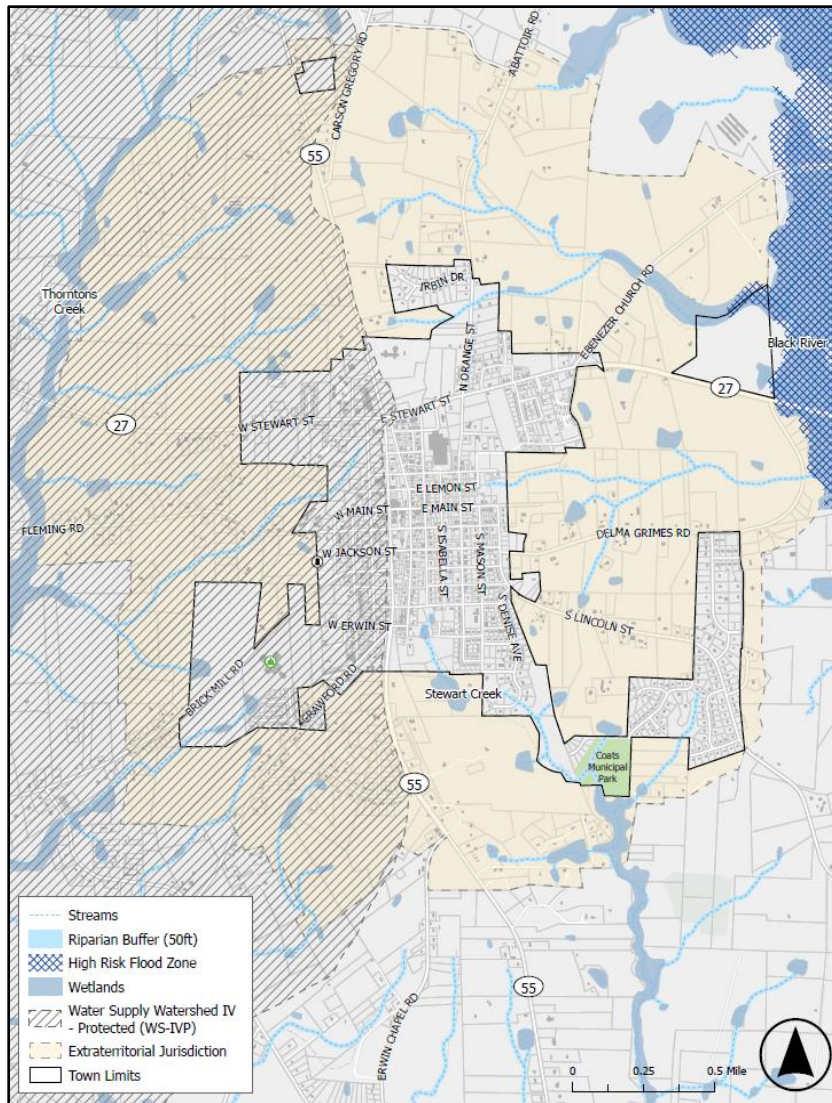 ABATTOIR RD
CARSON GREGORY RD
55
IRBIN DR
Thorntons
Creek
EBENEZER CHURCH RD
Black River
N ORANGE ST
27
E STEWART ST
W STEWART ST
27
E LEMON ST
W MAIN ST
E MAIN ST
FLEMING RD
S ISABELLA ST
S MASON ST
DELMA GRIMES RD
W JACKSON ST
S DENISE AVE
S LINCOLN ST
W ERWIN ST
BRICK MILL RD
CRAWFORD RD
Stewart Creek
Coats
Municipal
Park
55
55
ERWIN CHAPEL RD
Streams
Riparian Buffer (50ft)
High Risk Flood Zone
Wetlands
Water Supply Watershed IV
- Protected (WS-IVP)
Extraterritorial Jurisdiction
Town Limits
0 0.25 0.5 Mile